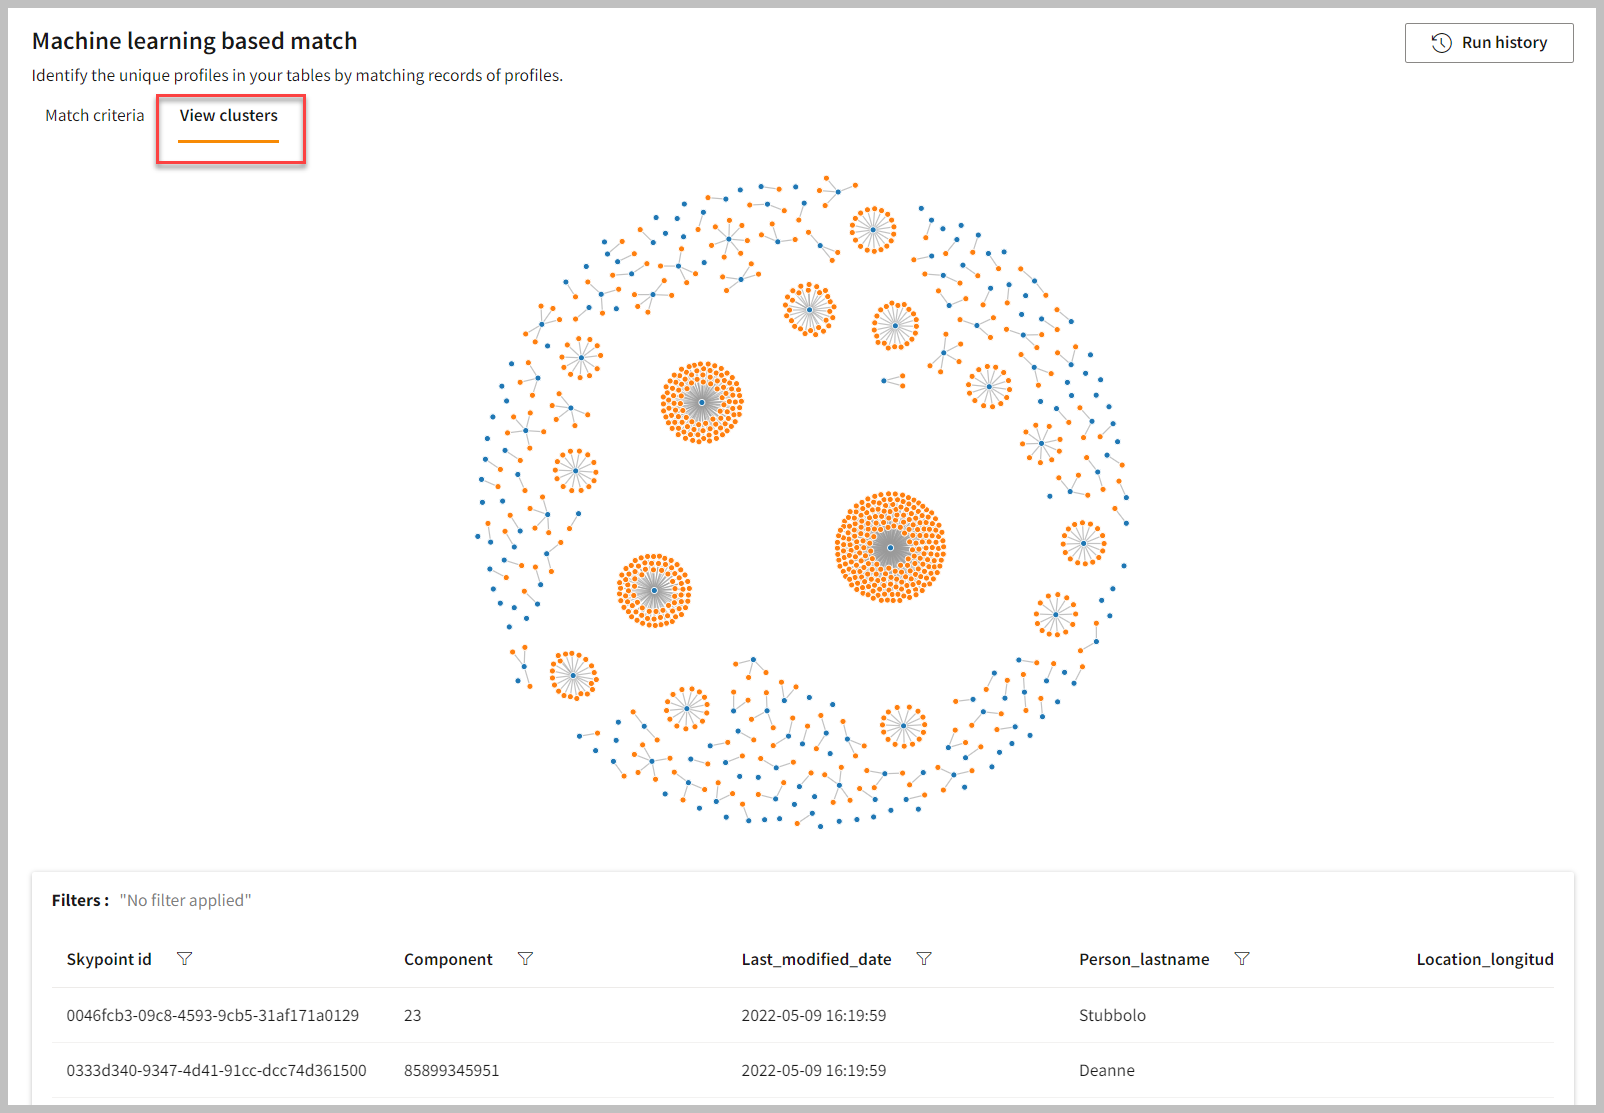 Machine learning based match
Run history
Identify the unique profiles in your tables by matching records of profiles.
Match criteria
View clusters
Filters : "No filter applied"
Skypoint id Component Last_modified_date Person_lastname Location_longitud
0046fcb3-09c8-4593-9cb5-31af171a0129 23 2022-05-09 16:19:59 Stubbolo
0333d340-9347-4d41-91cc-dcc74d361500 85899345951 2022-05-09 16:19:59 Deanne